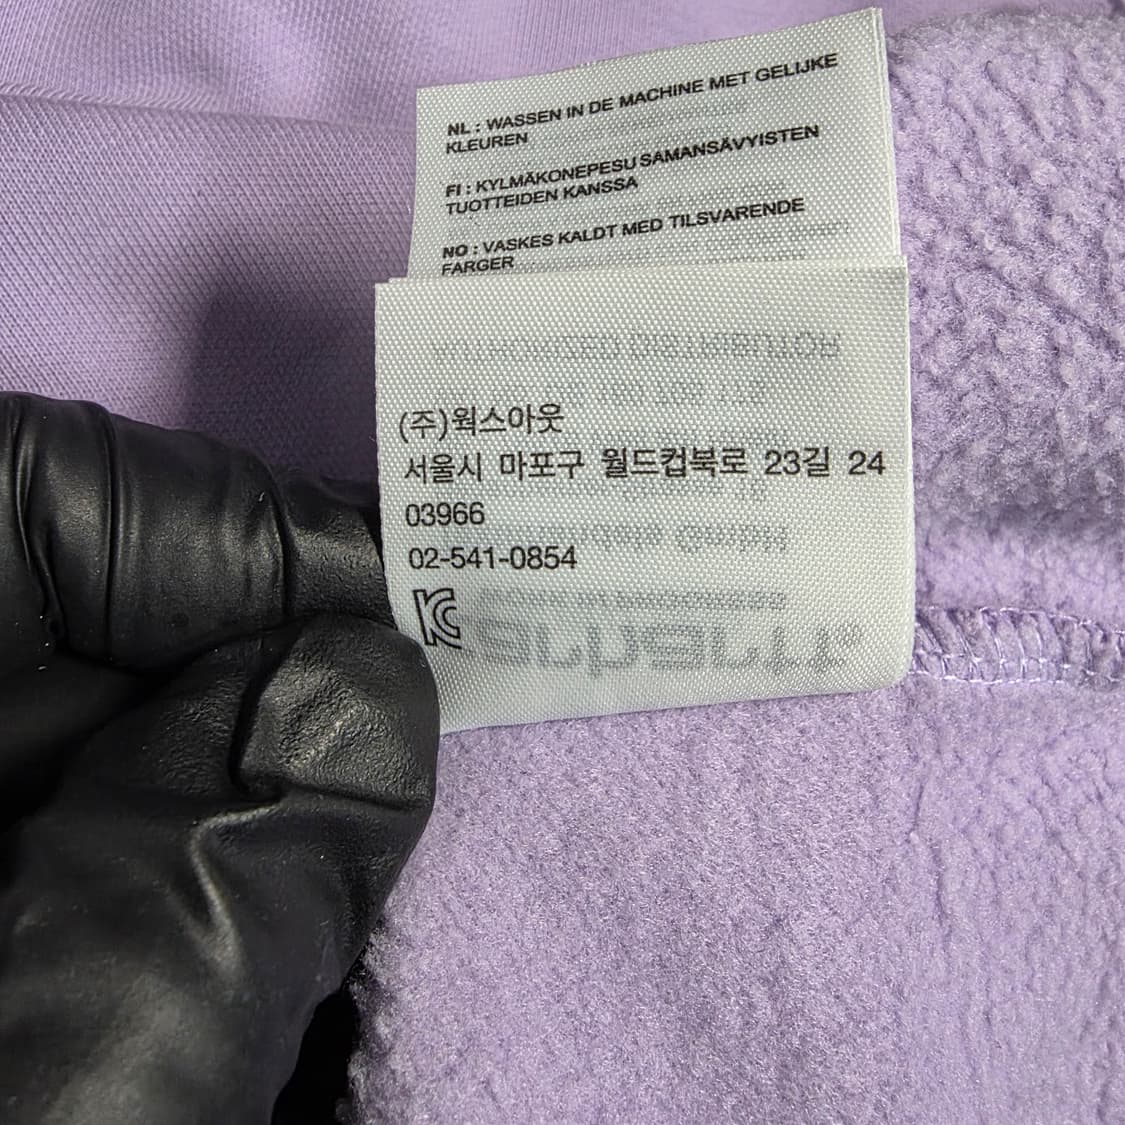 NL : WASSEN IN DE MACHINE MET GELIJKE
KLEUREN
FI : KYLMÄKONEPESU SAMANSÄVYISTEN
TUOTTEIDEN KANSSA
NO : VASKES KALDT MED TILSVARENDE
FARGER
(주)웍스아웃
서울시 마포구 월드컵북로 23길 24
03966
02-541-0854